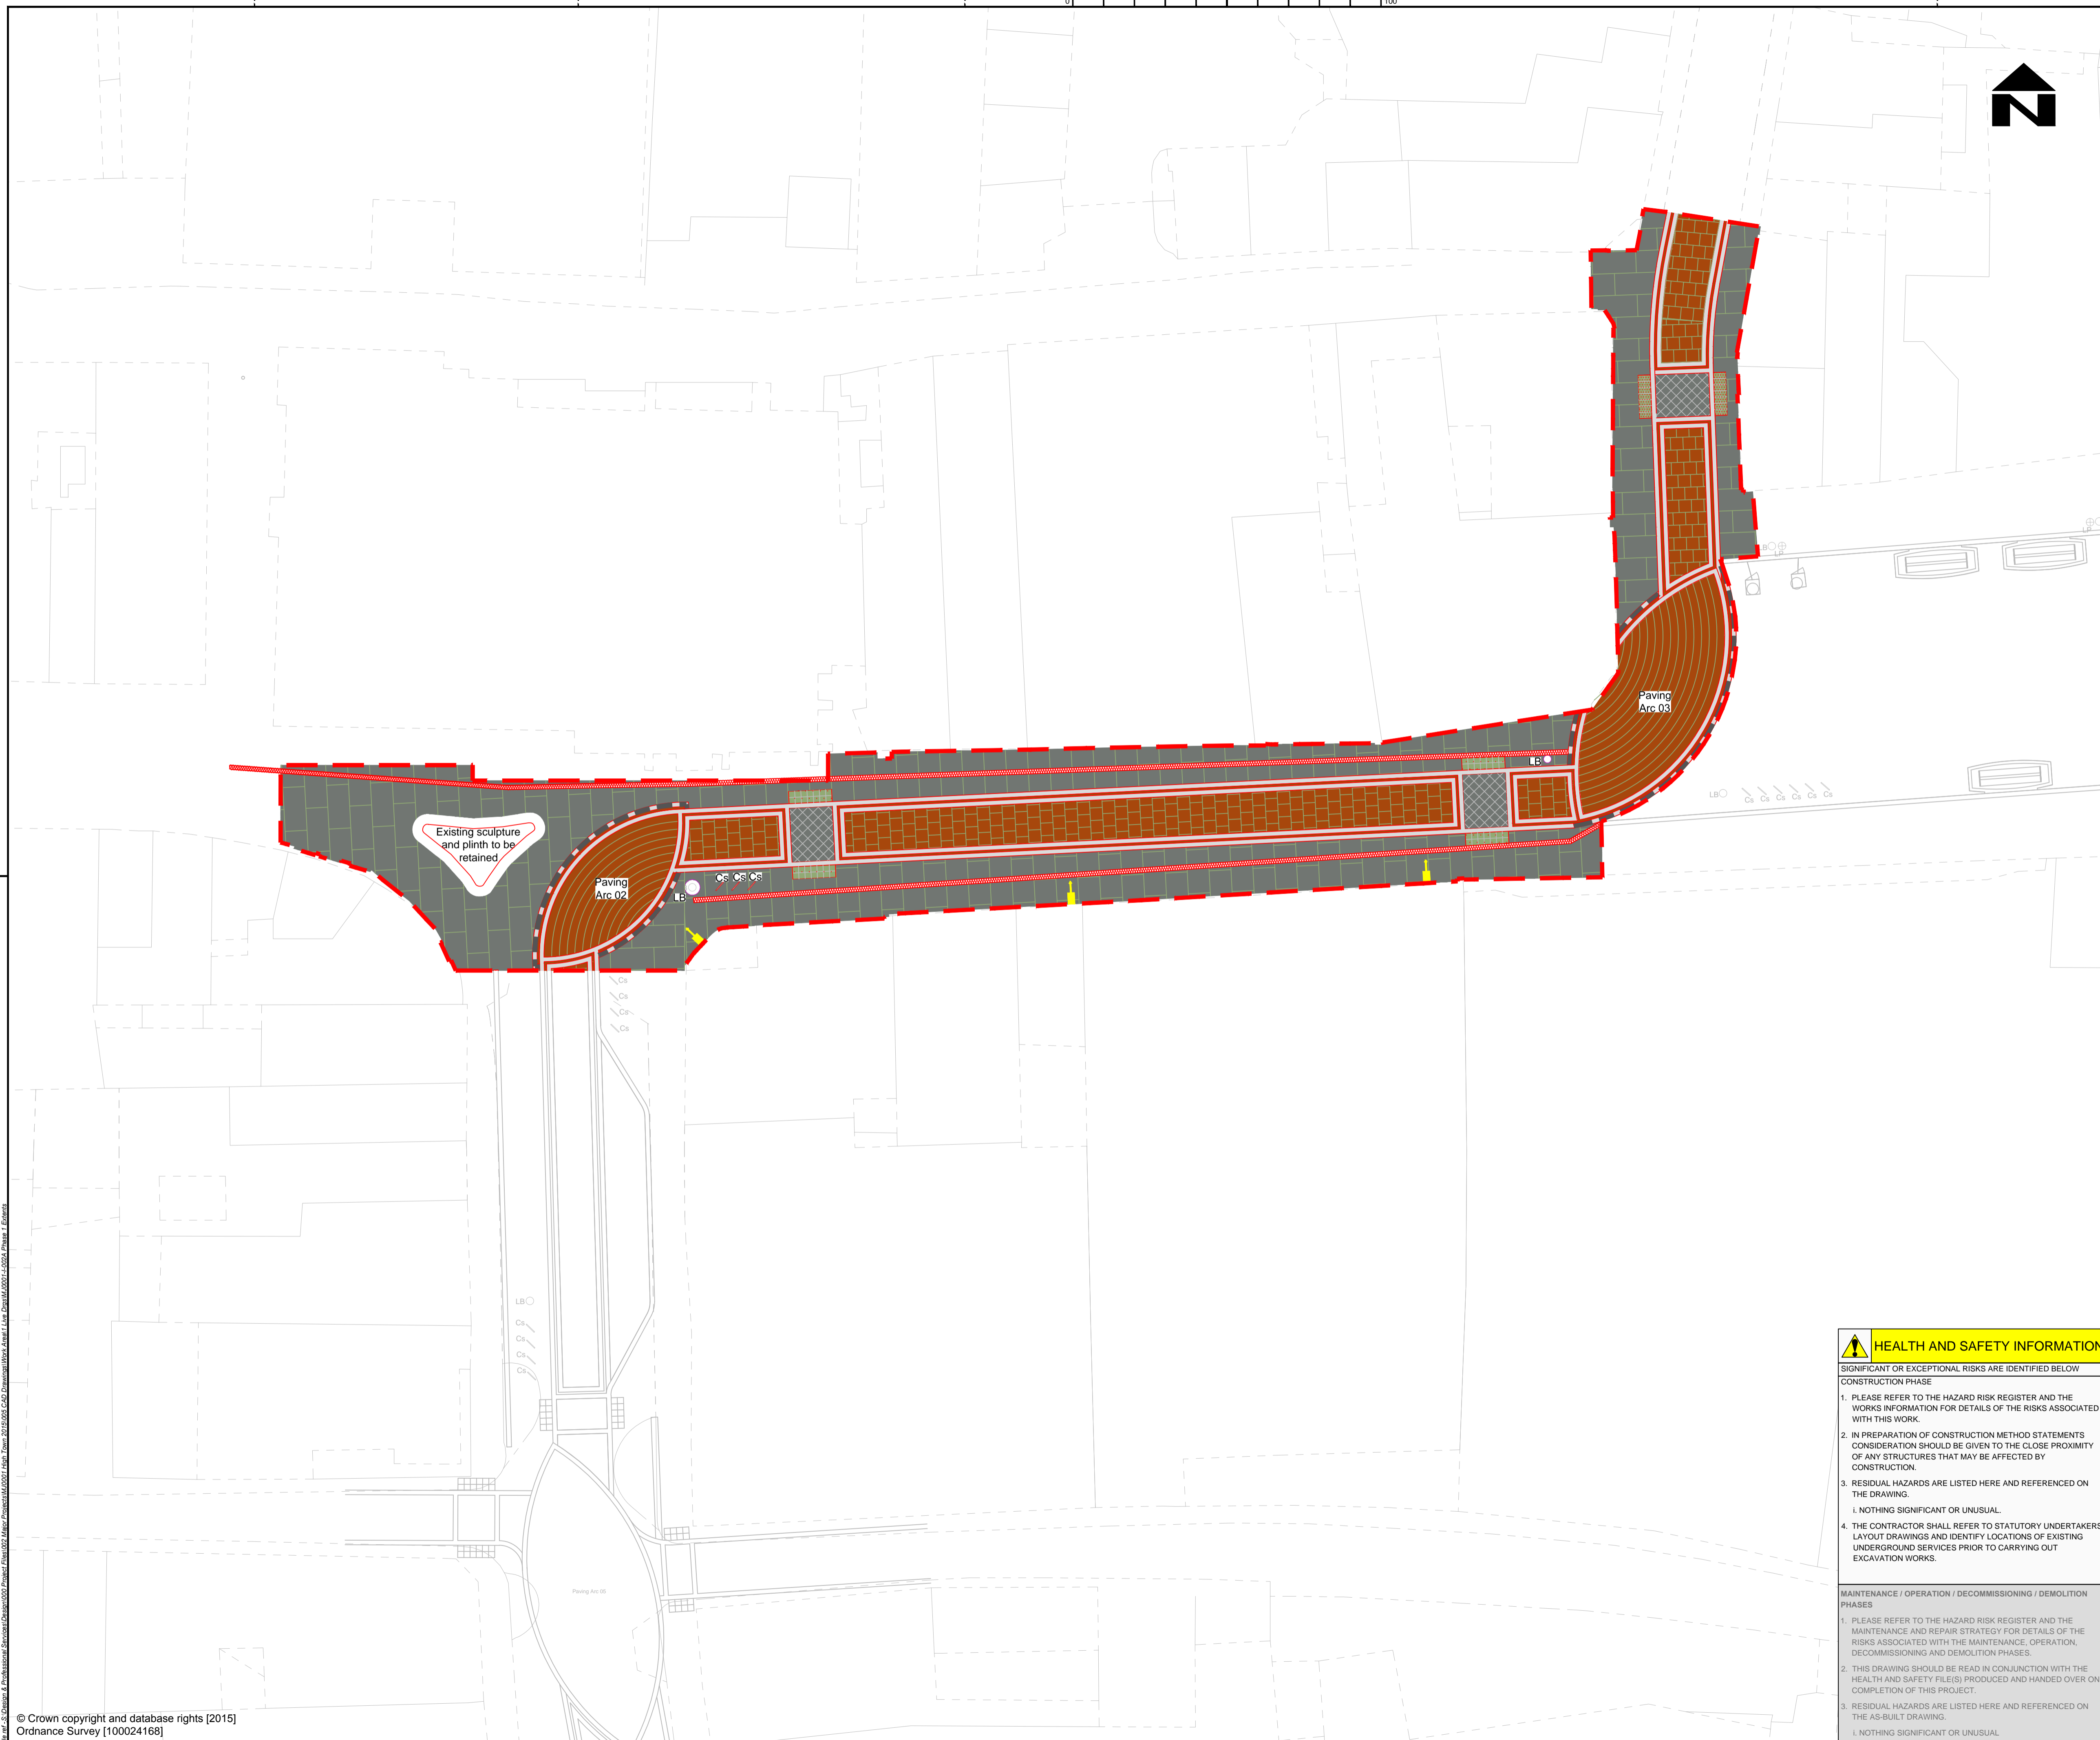 0
100
N
LB
LP
LP
Paving
Arc 03
LB
LB
Cs Cs Cs Cs Cs Cs
Existing sculpture
and plinth to be
retained
Cs Cs Cs
Paving
Arc 02
LB
Cs
Cs
Cs
Cs
LB
Cs
Cs
Cs
Cs
HEALTH AND SAFETY INFORMATION
SIGNIFICANT OR EXCEPTIONAL RISKS ARE IDENTIFIED BELOW
CONSTRUCTION PHASE
1. PLEASE REFER TO THE HAZARD RISK REGISTER AND THE
WORKS INFORMATION FOR DETAILS OF THE RISKS ASSOCIATED
WITH THIS WORK.
2. IN PREPARATION OF CONSTRUCTION METHOD STATEMENTS
CONSIDERATION SHOULD BE GIVEN TO THE CLOSE PROXIMITY
OF ANY STRUCTURES THAT MAY BE AFFECTED BY
CONSTRUCTION.
3. RESIDUAL HAZARDS ARE LISTED HERE AND REFERENCED ON
THE DRAWING.
i. NOTHING SIGNIFICANT OR UNUSUAL.
4. THE CONTRACTOR SHALL REFER TO STATUTORY UNDERTAKERS
LAYOUT DRAWINGS AND IDENTIFY LOCATIONS OF EXISTING
UNDERGROUND SERVICES PRIOR TO CARRYING OUT
EXCAVATION WORKS.
MAINTENANCE / OPERATION / DECOMMISSIONING / DEMOLITION
PHASES
1. PLEASE REFER TO THE HAZARD RISK REGISTER AND THE
MAINTENANCE AND REPAIR STRATEGY FOR DETAILS OF THE
RISKS ASSOCIATED WITH THE MAINTENANCE, OPERATION,
DECOMMISSIONING AND DEMOLITION PHASES.
2. THIS DRAWING SHOULD BE READ IN CONJUNCTION WITH THE
HEALTH AND SAFETY FILE(S) PRODUCED AND HANDED OVER ON
COMPLETION OF THIS PROJECT.
3. RESIDUAL HAZARDS ARE LISTED HERE AND REFERENCED ON
THE AS-BUILT DRAWING.
i. NOTHING SIGNIFICANT OR UNUSUAL
© Crown copyright and database rights [2015]
Ordnance Survey [100024168]